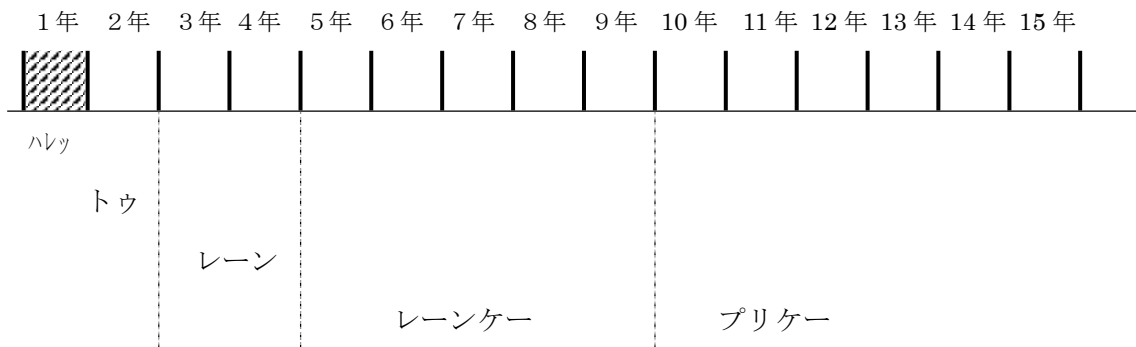 1年 2年 3年 4年 5年 6年 7年 8年 9年 10年 11年 12年 13年 14年 15年
ハレッ
トゥ
レーン
レーンケー プリケー